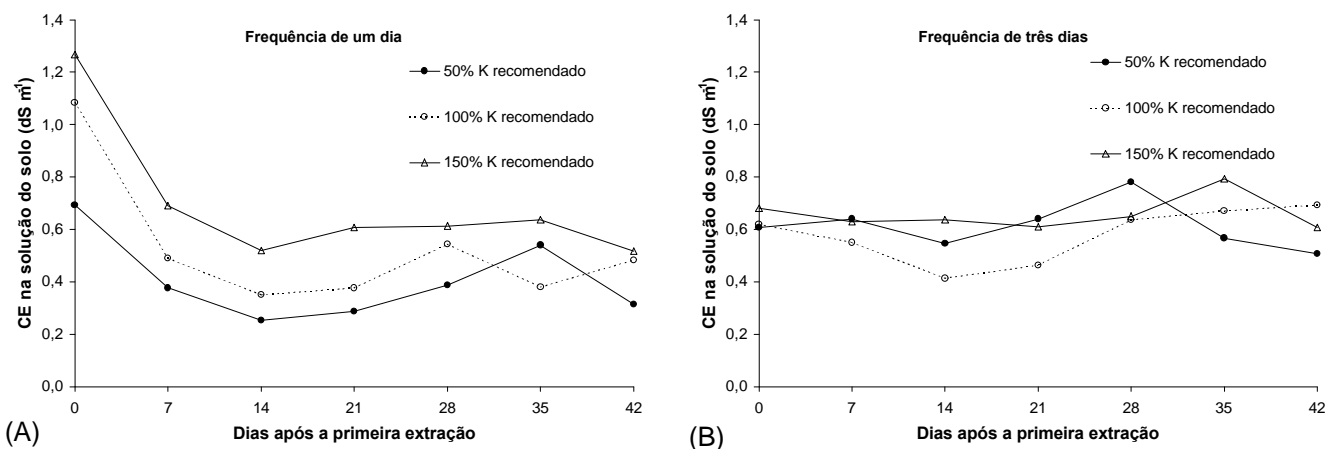 Frequência de um dia
50% K recomendado
100% K recomendado
150% K recomendado
CE na solução do solo (dS m¹)
1,4
1,2
1,0
0,8
0,6
0,4
0,2
0,0
0 7 14 21 28 35 42
Dias após a primeira extração
(A)
Frequência de três dias
50% K recomendado
100% K recomendado
150% K recomendado
CE na solução do solo (dS m¹)
1,4
1,2
1,0
0,8
0,6
0,4
0,2
0,0
0 7 14 21 28 35 42
Dias após a primeira extração
(B)